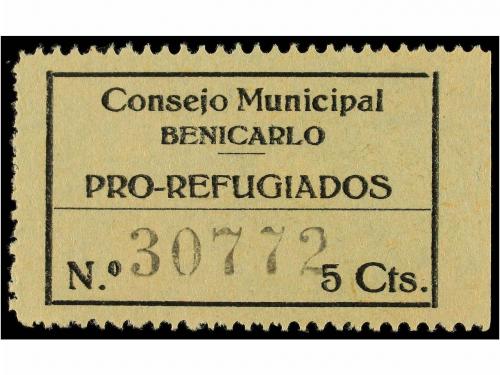 Consejo Municipal
BENICARLO
PRO-REFUGIADOS
N.º 30772 5 Cts.